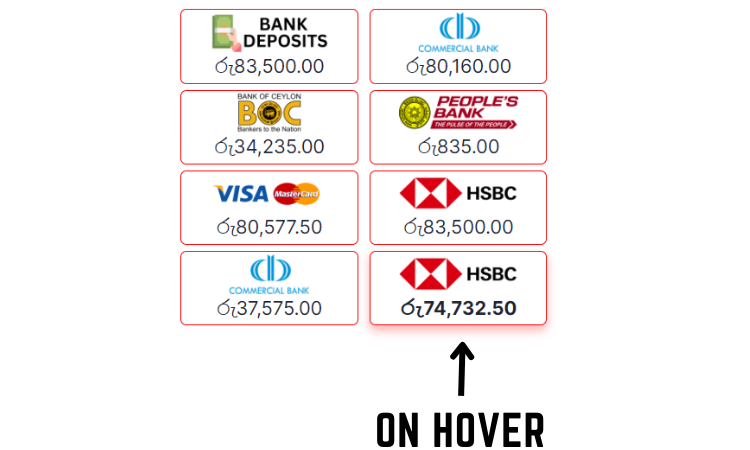 BANK
DEPOSITS
රු83,500.00
COMMERCIAL BANK
රු80,160.00
BANK OF CEYLON
BOC
Bankers to the Nation
රු34,235.00
PEOPLE'S
BANK
THE PULSE OF THE PEOPLE
රු835.00
VISA MasterCard
රු80,577.50
HSBC
රු83,500.00
COMMERCIAL BANK
රු37,575.00
HSBC
රු74,732.50
ON HOVER